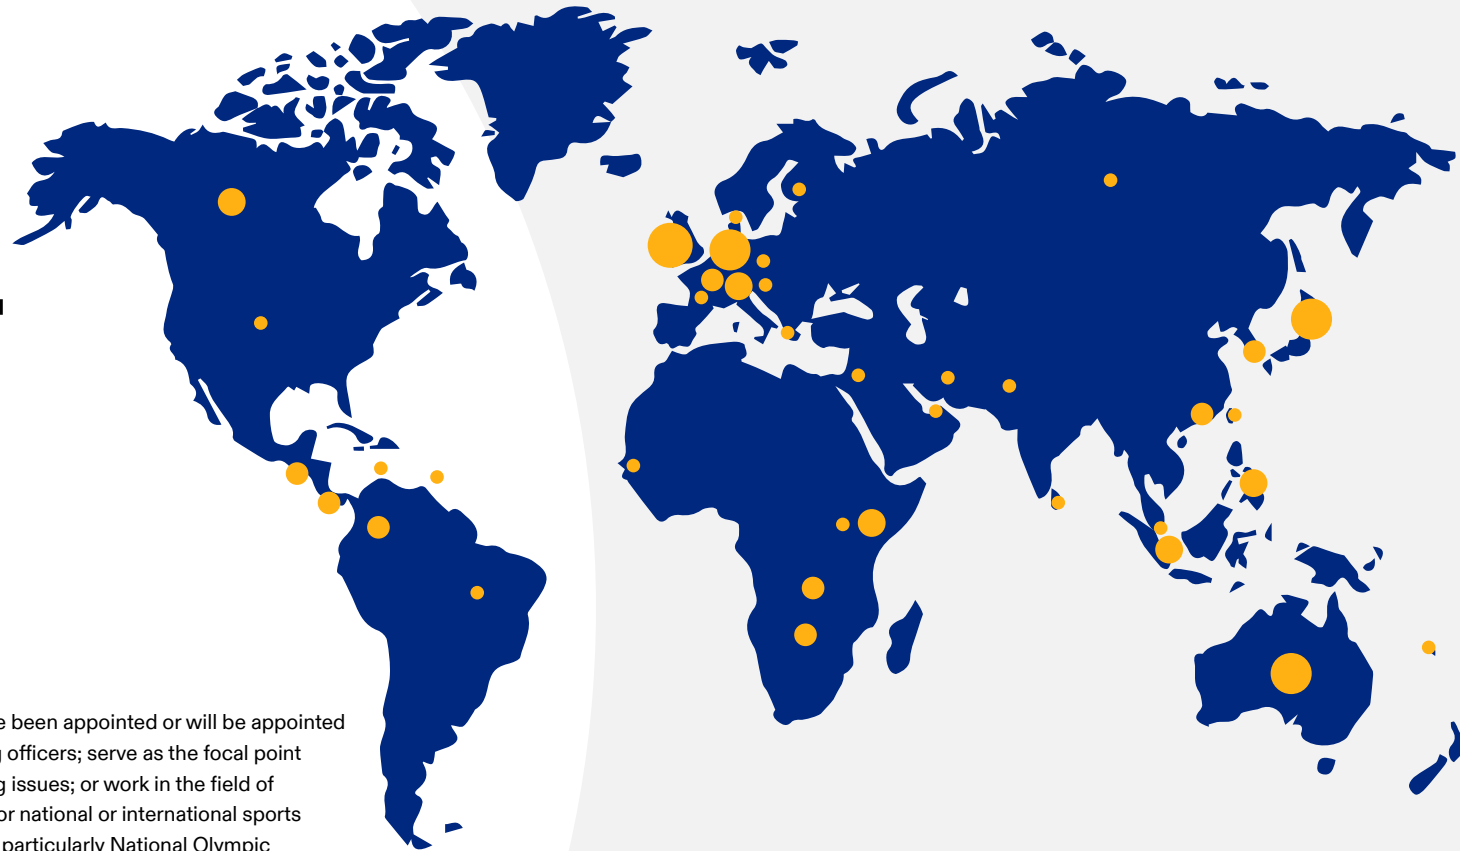 been appointed or will be appointed
officers; serve as the focal point
issues; or work in the field of
or national or international sports
particularly National Olympic